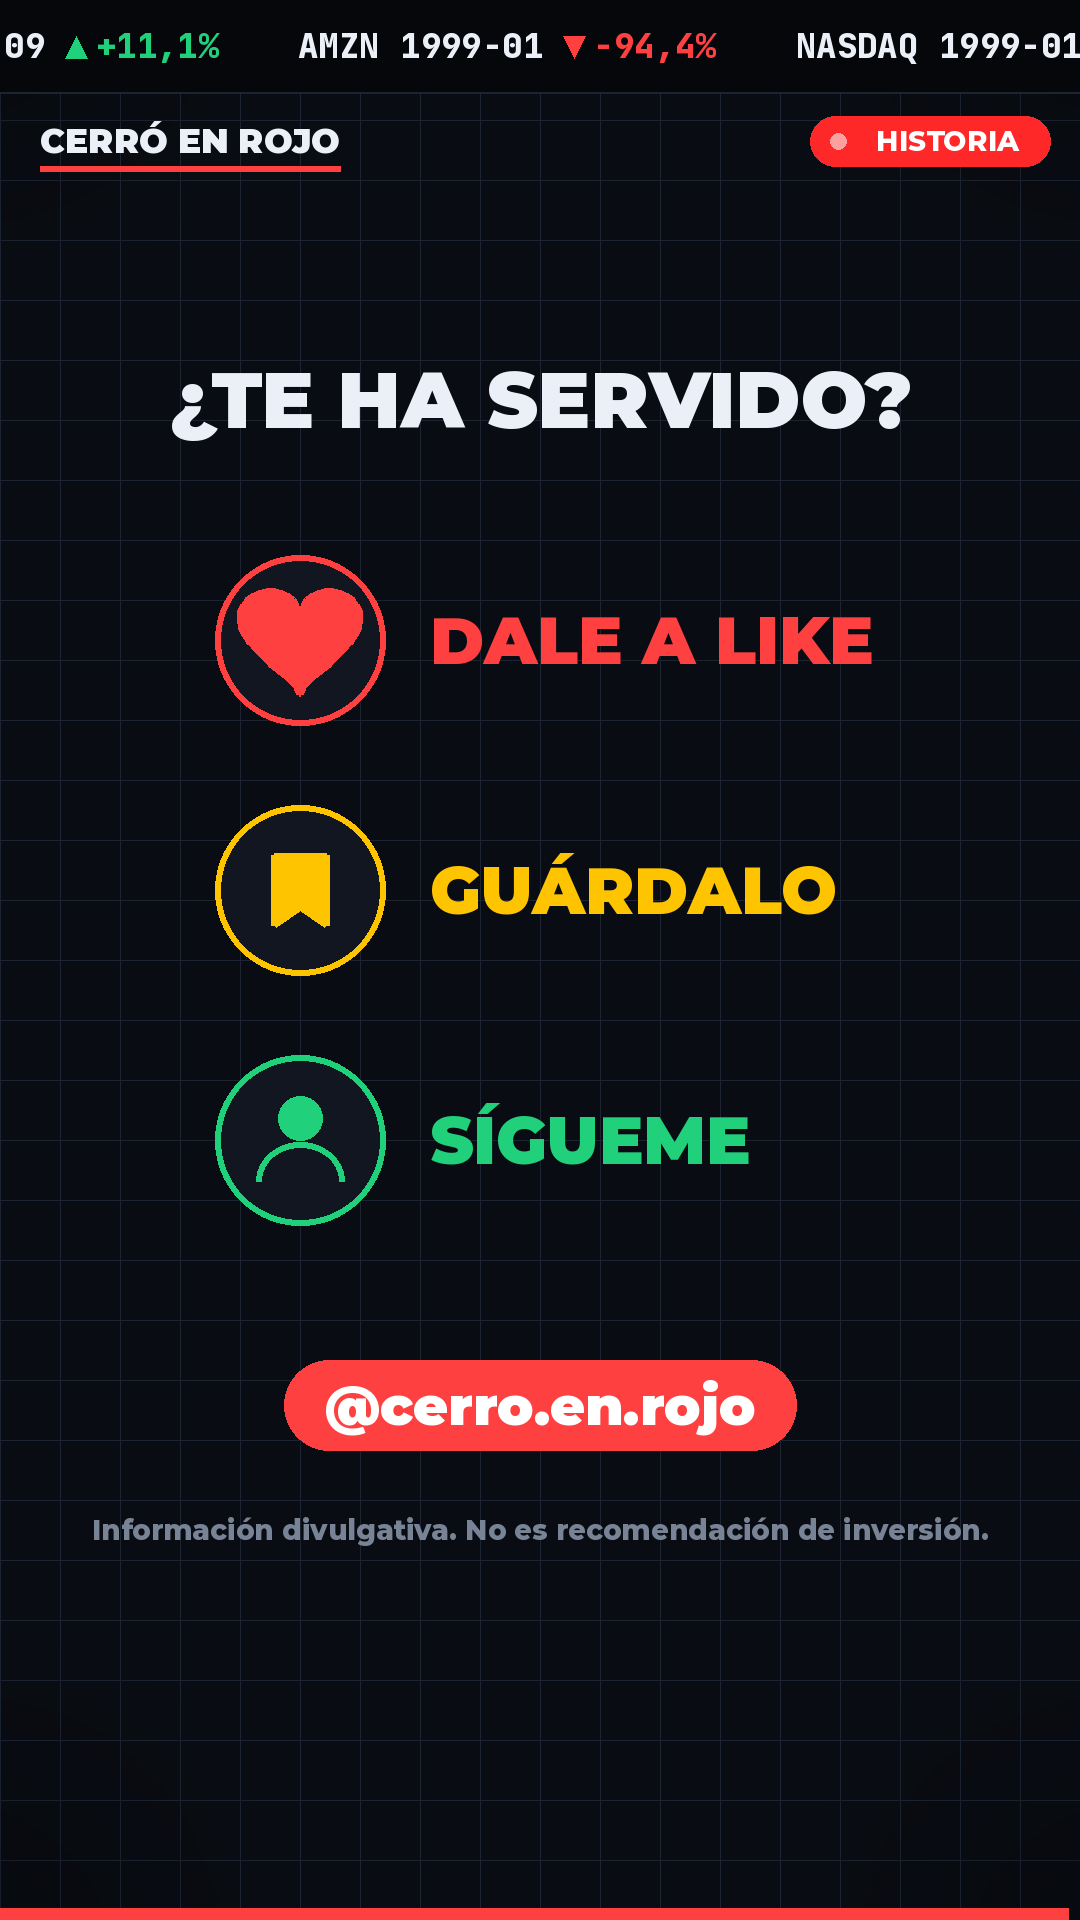 09 ▲+11,1% AMZN 1999-01 ▼-94,4% NASDAQ 1999-01
CERRÓ EN ROJO
HISTORIA
¿TE HA SERVIDO?
DALE A LIKE
GUÁRDALO
SÍGUEME
@cerro.en.rojo
Información divulgativa. No es recomendación de inversión.